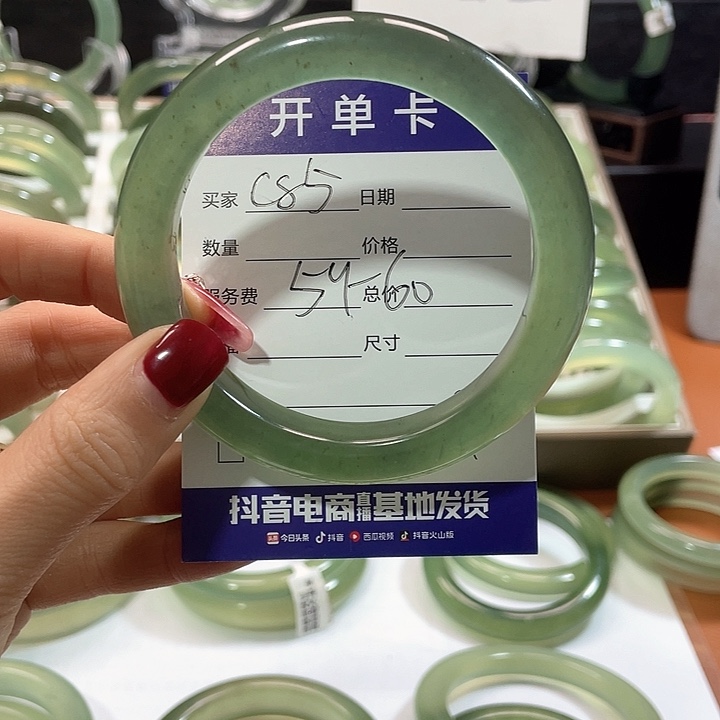 开单卡
买家 C85 日期
数量 价格
服务费 54-60 总价
尺寸
抖音电商直播基地发货
今日头条 抖音 西瓜视频 抖音火山版